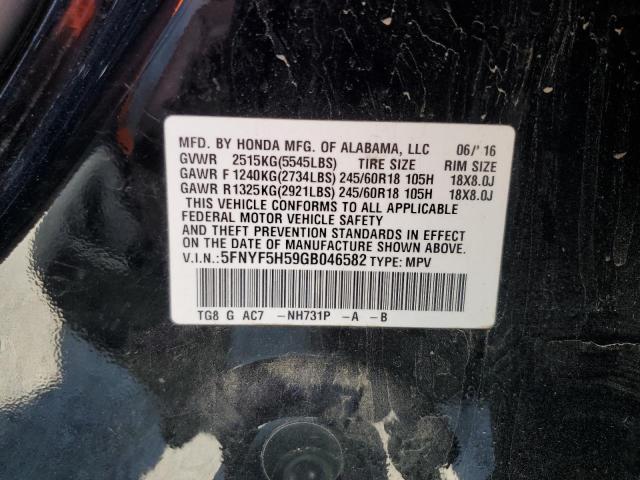 MFD. BY HONDA MFG. OF ALABAMA, LLC 06/'16
GVWR 2515KG(5545LBS) TIRE SIZE RIM SIZE
GAWR F 1240KG(2734LBS) 245/60R18 105H 18X8.0J
GAWR R1325KG(2921LBS) 245/60R18 105H 18X8.0J
THIS VEHICLE CONFORMS TO ALL APPLICABLE
FEDERAL MOTOR VEHICLE SAFETY
AND THEFT PREVENTION STANDARDS IN EFFECT
ON THE DATE OF MANUFACTURE SHOWN ABOVE.
V.I.N.:5FNYF5H59GB046582 TYPE: MPV
TG8 G AC7 -NH731P -A -B